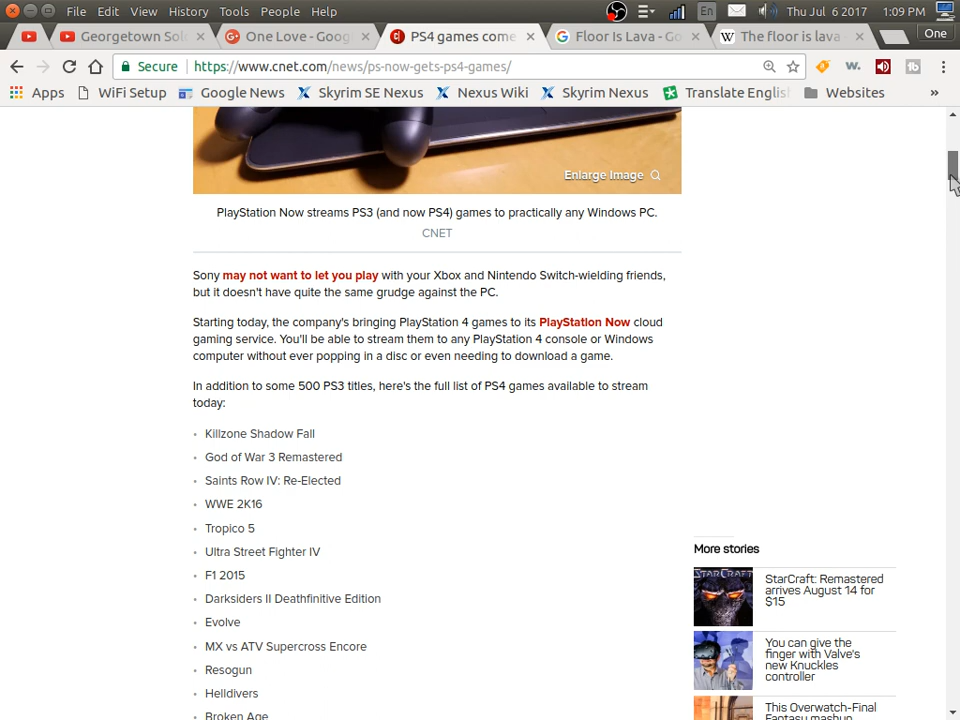 File Edit View History Tools People Help En Thu Jul 6 2017 1:09 PM
Georgetown Sol × One Love - Goog × PS4 games come × Floor Is Lava - Go × The floor is lava × One
Secure https://www.cnet.com/news/ps-now-gets-ps4-games/
Apps WiFi Setup Google News Skyrim SE Nexus Nexus Wiki Skyrim Nexus Translate Englis Websites »
Enlarge Image
PlayStation Now streams PS3 (and now PS4) games to practically any Windows PC.
CNET
Sony may not want to let you play with your Xbox and Nintendo Switch-wielding friends,
but it doesn't have quite the same grudge against the PC.
Starting today, the company's bringing PlayStation 4 games to its PlayStation Now cloud
gaming service. You'll be able to stream them to any PlayStation 4 console or Windows
computer without ever popping in a disc or even needing to download a game.
In addition to some 500 PS3 titles, here's the full list of PS4 games available to stream
today:
Killzone Shadow Fall
God of War 3 Remastered
Saints Row IV: Re-Elected
WWE 2K16
Tropico 5
Ultra Street Fighter IV
F1 2015
Darksiders II Deathfinitive Edition
Evolve
MX vs ATV Supercross Encore
Resogun
Helldivers
Broken Age
More stories
STARCRAFT
StarCraft: Remastered
arrives August 14 for
$15
You can give the
finger with Valve's
new Knuckles
controller
This Overwatch-Final
Fantasy mashup